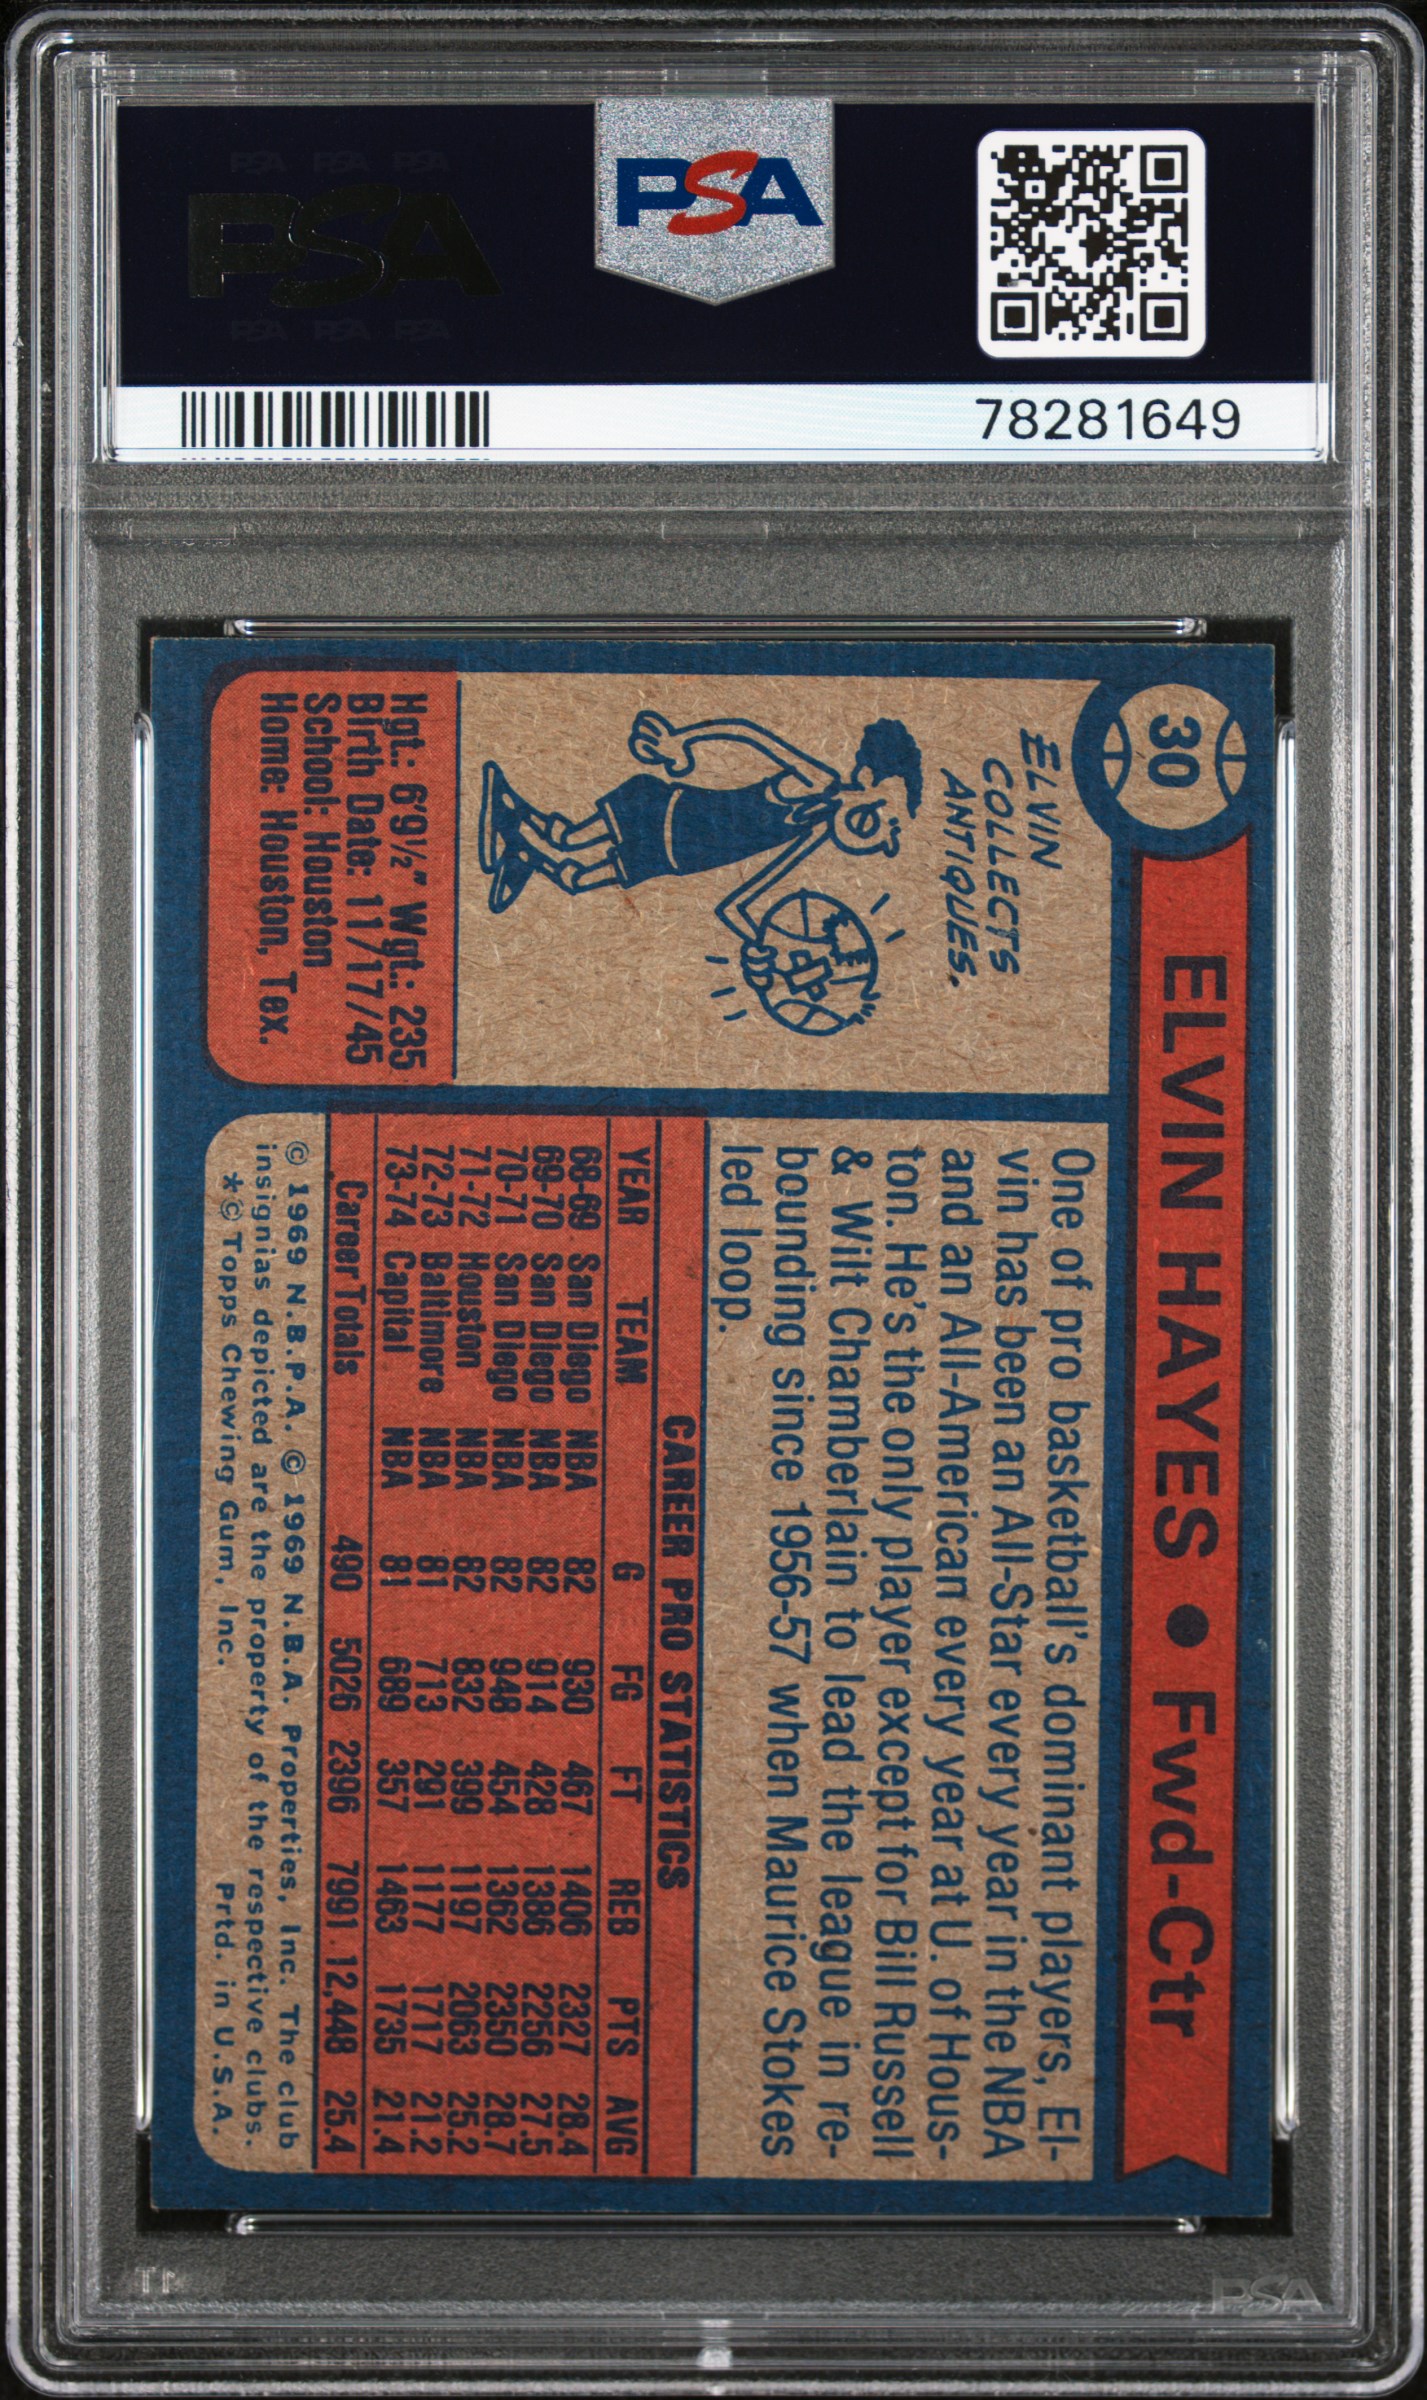 PSA PSA PSA
PSA
PSA PSA PSA
PSA
78281649
30
ELVIN HAYES • Fwd-Ctr
ELVIN
COLLECTS
ANTIQUES.
Hgt.: 6'9½" Wgt.: 235
Birth Date: 11/17/45
School: Houston
Home: Houston, Tex.
One of pro basketball's dominant players, El-
vin has been an All-Star every year in the NBA
and an All-American every year at U. of Hous-
ton. He's the only player except for Bill Russell
& Wilt Chamberlain to lead the league in re-
bounding since 1956-57 when Maurice Stokes
led loop.
CAREER PRO STATISTICS
YEAR TEAM G FG FT REB PTS AVG
68-69 San Diego NBA 82 930 467 1406 2327 28.4
69-70 San Diego NBA 82 914 428 1386 2256 27.5
70-71 San Diego NBA 82 948 454 1362 2350 28.7
71-72 Houston NBA 82 832 399 1197 2063 25.2
72-73 Baltimore NBA 81 713 291 1177 1717 21.2
73-74 Capital NBA 81 689 357 1463 1735 21.4
Career Totals 490 5026 2396 7991 12,448 25.4
© 1969 N.B.P.A. © 1969 N.B.A. Properties, Inc. The club
insignias depicted are the property of the respective clubs.
*© Topps Chewing Gum, Inc. Prtd. in U.S.A.
PSA